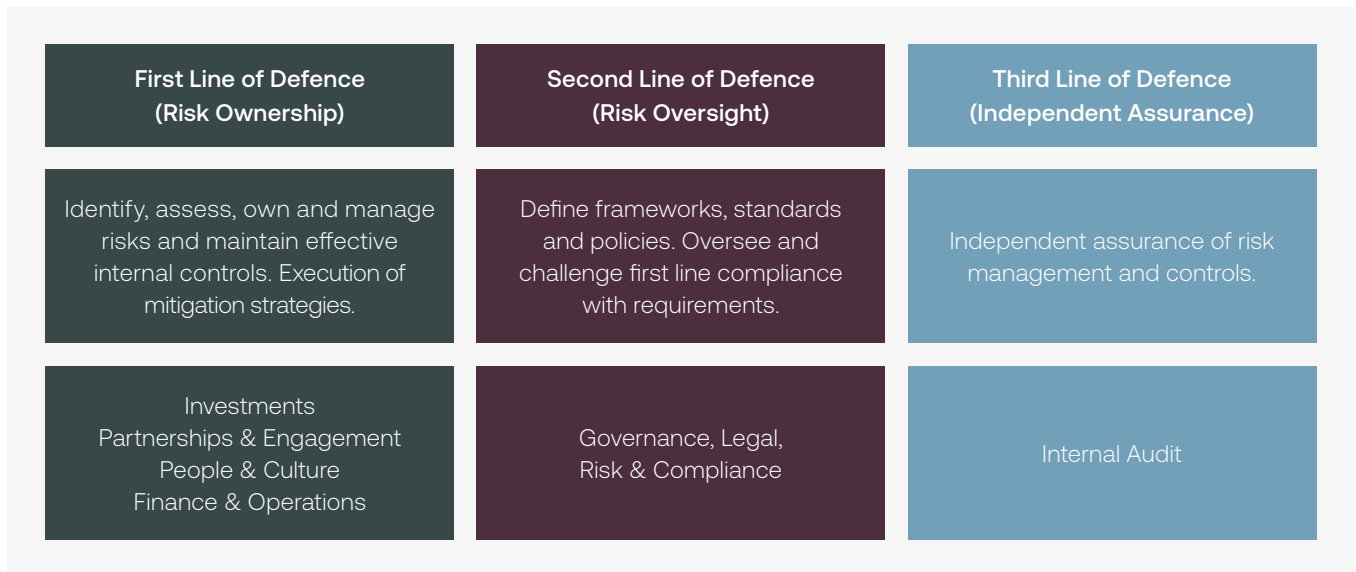 First Line of Defence
(Risk Ownership)
Second Line of Defence
(Risk Oversight)
Third Line of Defence
(Independent Assurance)
Identify, assess, own and manage
risks and maintain effective
internal controls. Execution of
mitigation strategies.
Define frameworks, standards
and policies. Oversee and
challenge first line compliance
with requirements.
Independent assurance of risk
management and controls.
Investments
Partnerships & Engagement
People & Culture
Finance & Operations
Governance, Legal,
Risk & Compliance
Internal Audit